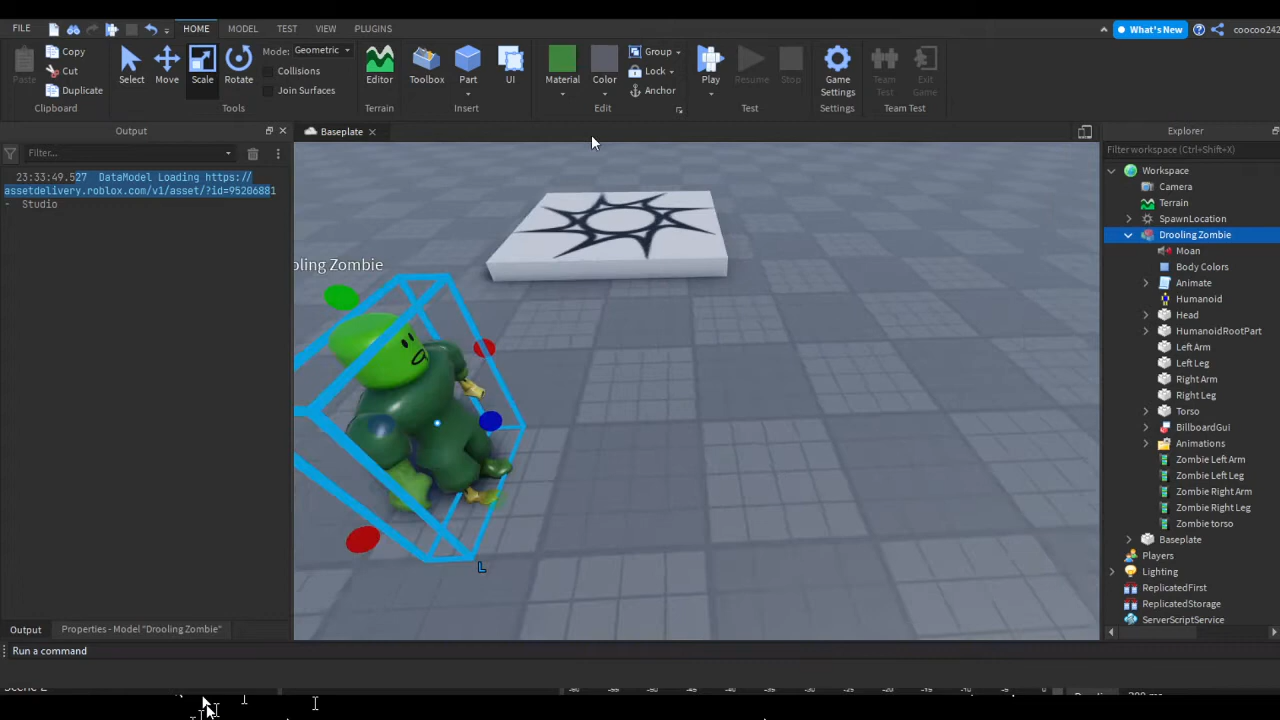 FILE HOME MODEL TEST VIEW PLUGINS What's New coocoo242
Paste Copy Cut Duplicate Clipboard
Select Move Scale Rotate Mode: Geometric Collisions Join Surfaces Tools
Editor Terrain
Toolbox Part UI Insert
Material Color Group Lock Anchor Edit
Play Resume Stop Test
Game Settings Settings
Team Test Exit Game Team Test
Output
Filter...
23:33:49.527 DataModel Loading https://
assetdelivery.roblox.com/v1/asset/?id=95206881
- Studio
Baseplate
oling Zombie
L
Explorer
Filter workspace (Ctrl+Shift+X)
Workspace
Camera
Terrain
SpawnLocation
Drooling Zombie
Moan
Body Colors
Animate
Humanoid
Head
HumanoidRootPart
Left Arm
Left Leg
Right Arm
Right Leg
Torso
BillboardGui
Animations
Zombie Left Arm
Zombie Left Leg
Zombie Right Arm
Zombie Right Leg
Zombie torso
Baseplate
Players
Lighting
ReplicatedFirst
ReplicatedStorage
ServerScriptService
Output Properties - Model "Drooling Zombie"
Run a command